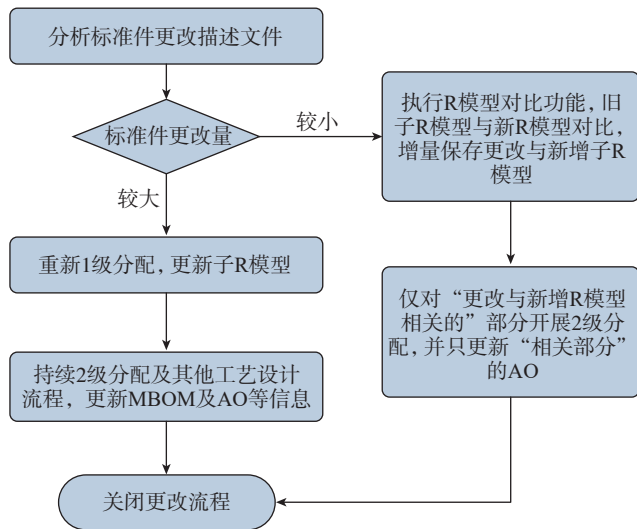 分析标准件更改描述文件
标准件更改量
较小
较大
执行R模型对比功能，旧
子R模型与新R模型对比，
增量保存更改与新增子R
模型
重新1级分配，更新子R模型
仅对“更改与新增R模型
相关的”部分开展2级分
配，并只更新“相关部分”
的AO
持续2级分配及其他工艺设计
流程，更新MBOM及AO等信息
关闭更改流程